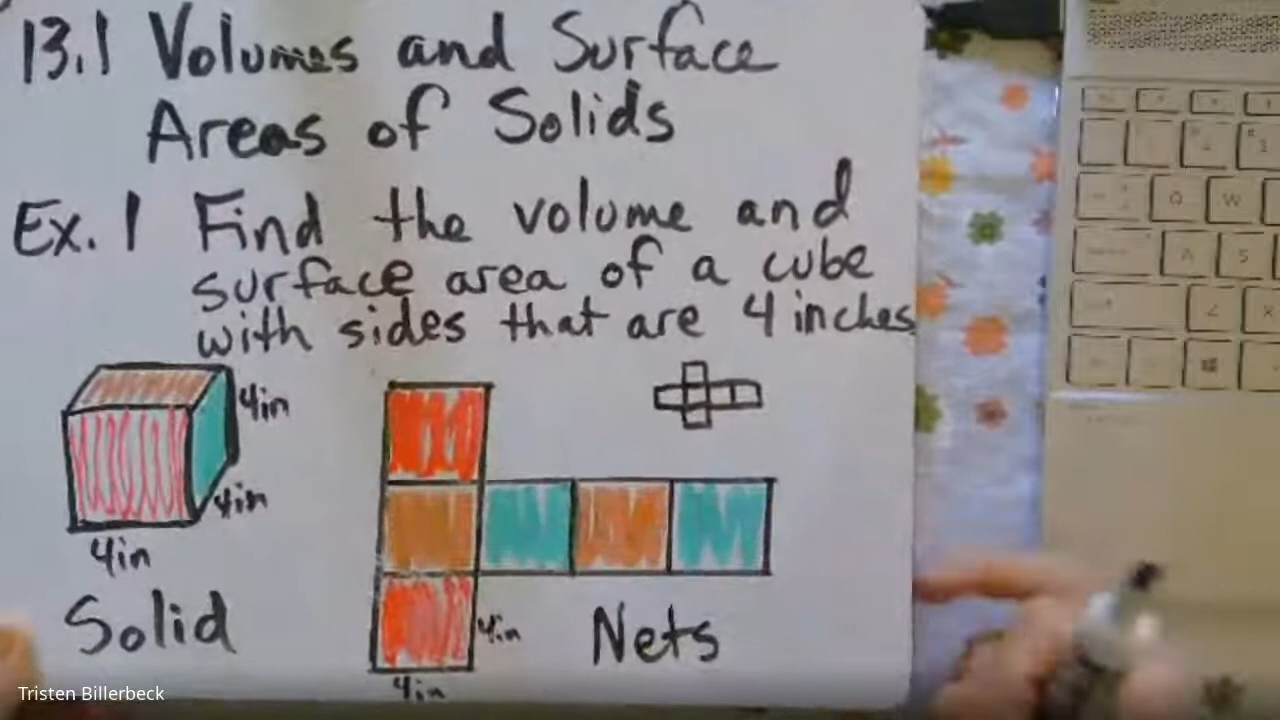 13.1 Volumes and Surface
Areas of Solids
Ex. 1 Find the volume and
surface area of a cube
with sides that are 4 inches
4in
4in
4in
Solid
4in
4in
Nets
Q W
A S
Z X
Tristen Billerbeck